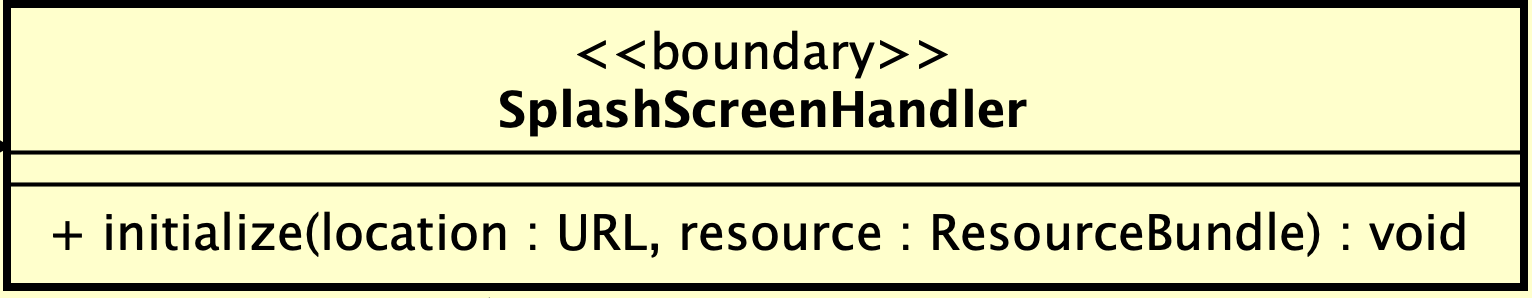 <<boundary>>
SplashScreenHandler
+ initialize(location : URL, resource : ResourceBundle) : void